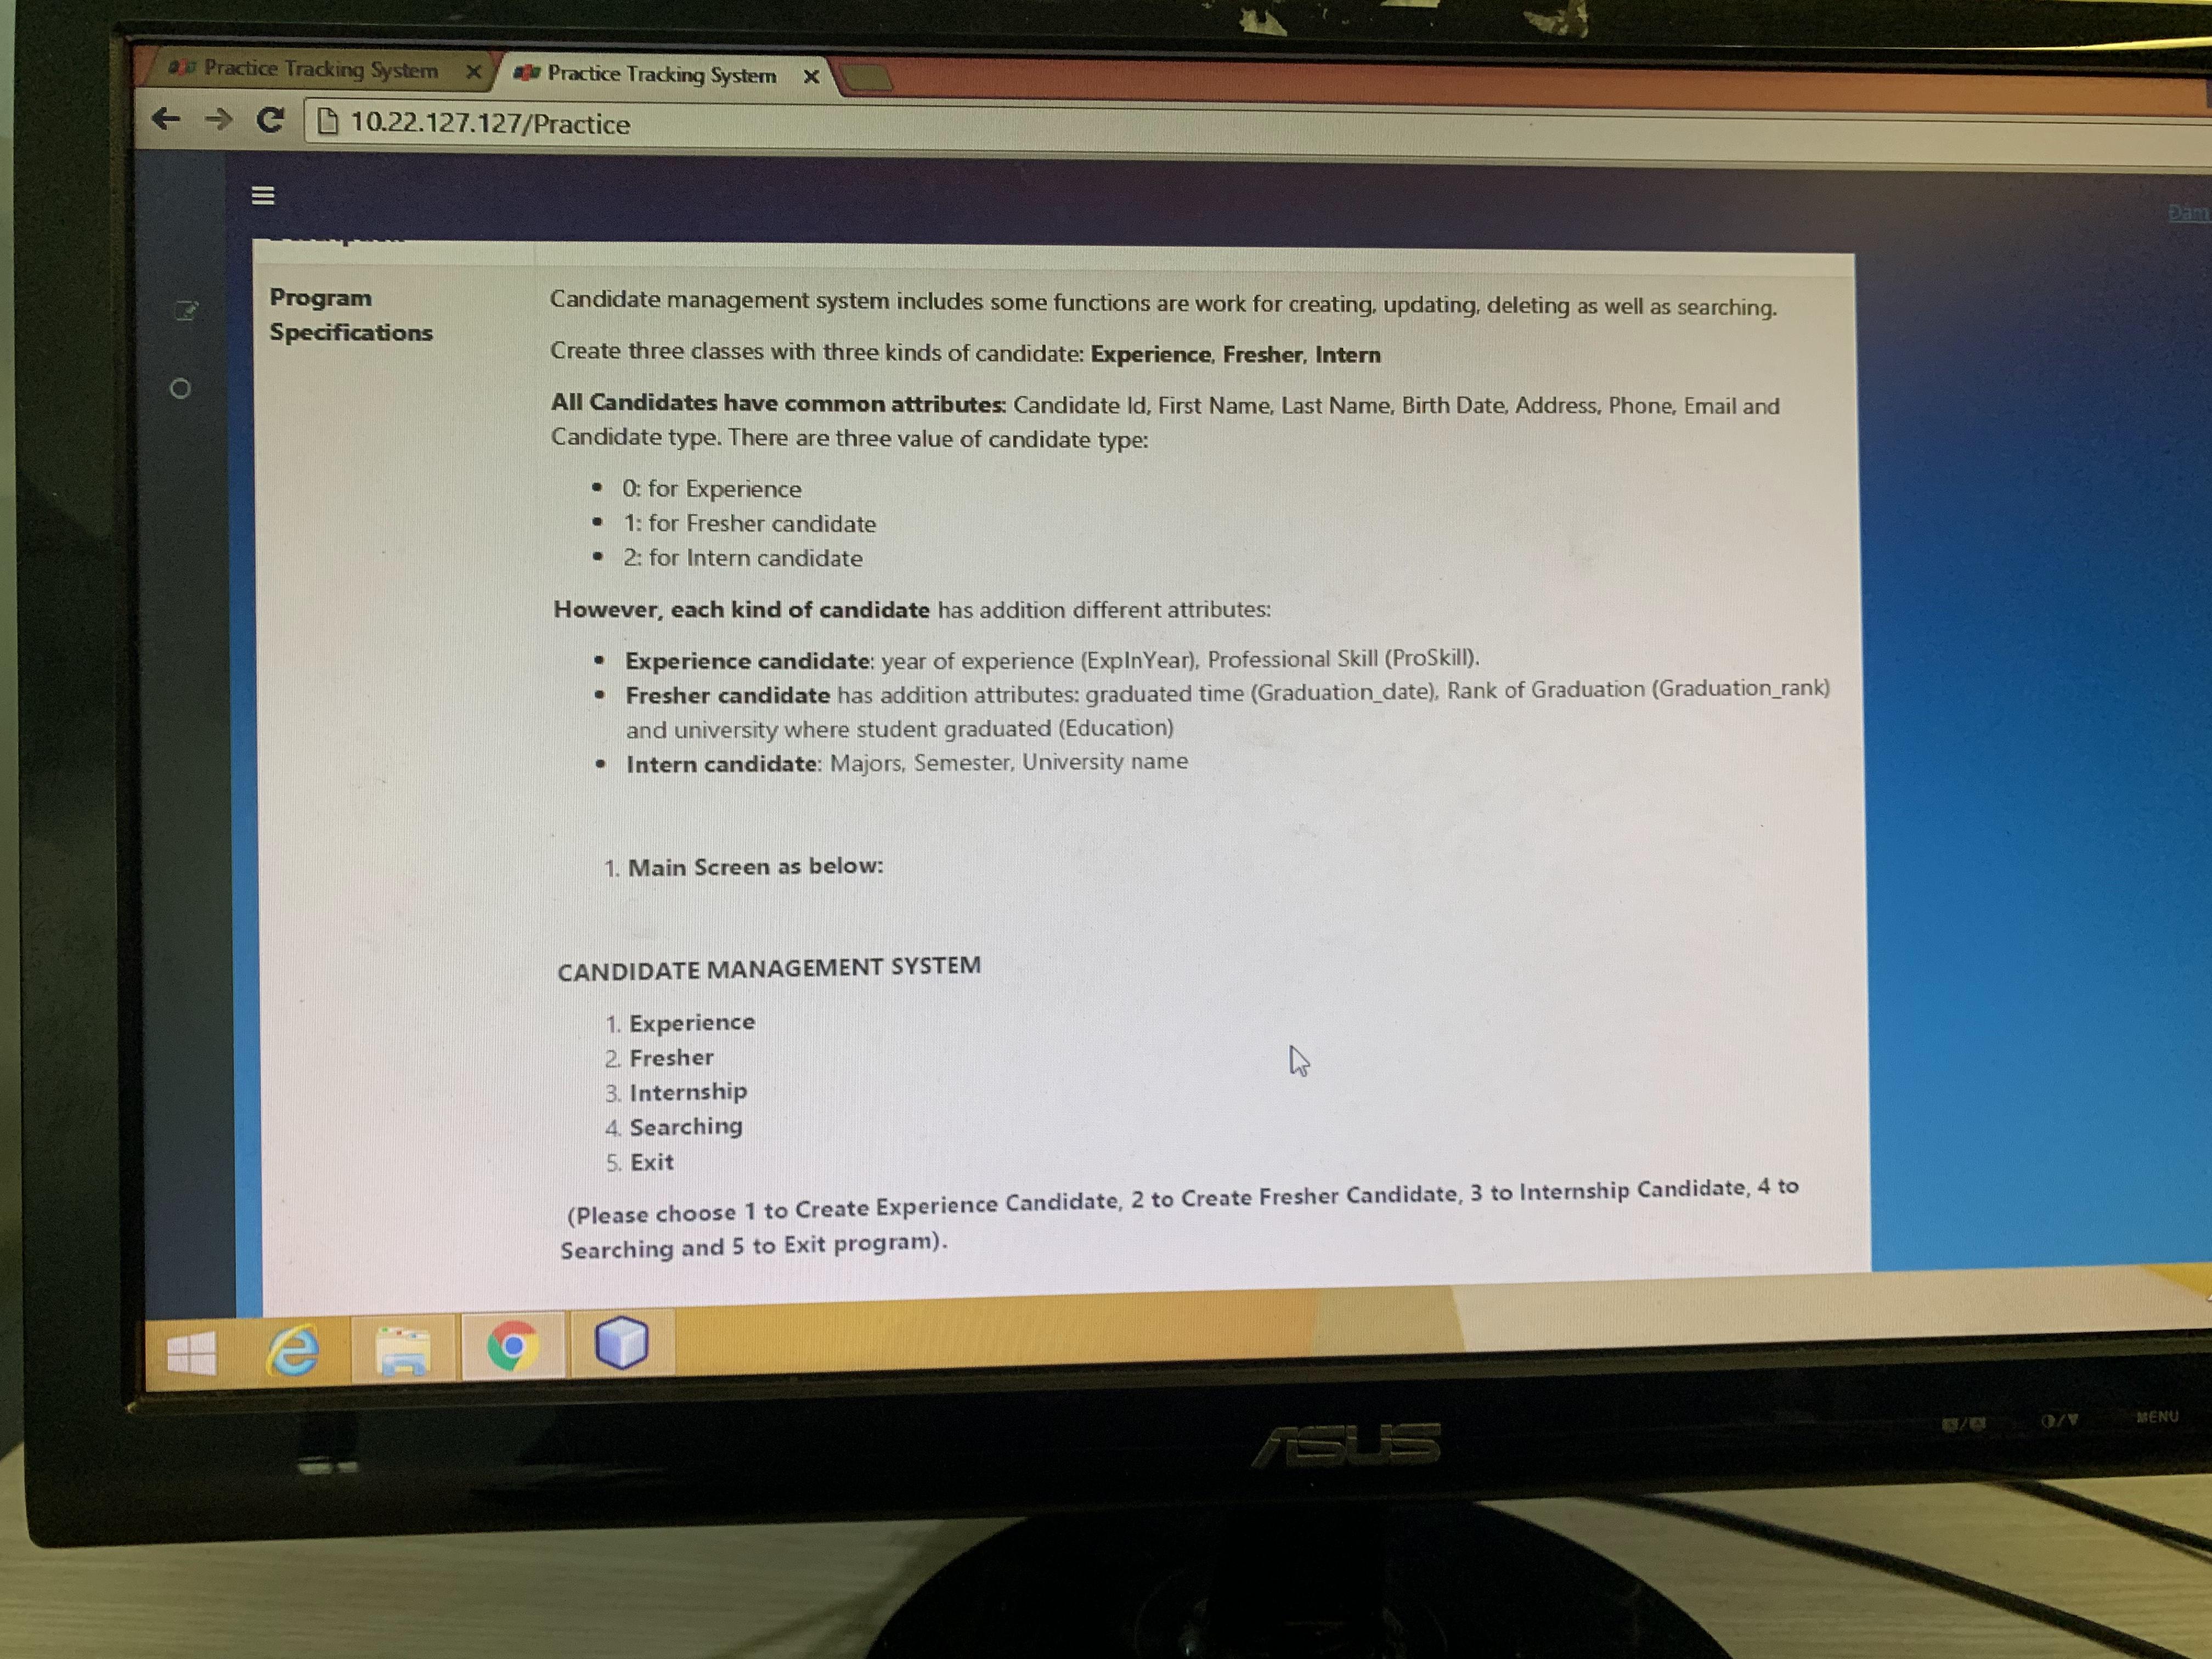 Practice Tracking System
Practice Tracking System
10.22.127.127/Practice
Đàm
Program
Specifications
Candidate management system includes some functions are work for creating, updating, deleting as well as searching.
Create three classes with three kinds of candidate: Experience, Fresher, Intern
All Candidates have common attributes: Candidate Id, First Name, Last Name, Birth Date, Address, Phone, Email and
Candidate type. There are three value of candidate type:
• 0: for Experience
• 1: for Fresher candidate
• 2: for Intern candidate
However, each kind of candidate has addition different attributes:
• Experience candidate: year of experience (ExpInYear), Professional Skill (ProSkill).
• Fresher candidate has addition attributes: graduated time (Graduation_date), Rank of Graduation (Graduation_rank)
and university where student graduated (Education)
• Intern candidate: Majors, Semester, University name
1. Main Screen as below:
CANDIDATE MANAGEMENT SYSTEM
1. Experience
2. Fresher
3. Internship
4. Searching
5. Exit
(Please choose 1 to Create Experience Candidate, 2 to Create Fresher Candidate, 3 to Internship Candidate, 4 to
Searching and 5 to Exit program).
ASUS
MENU